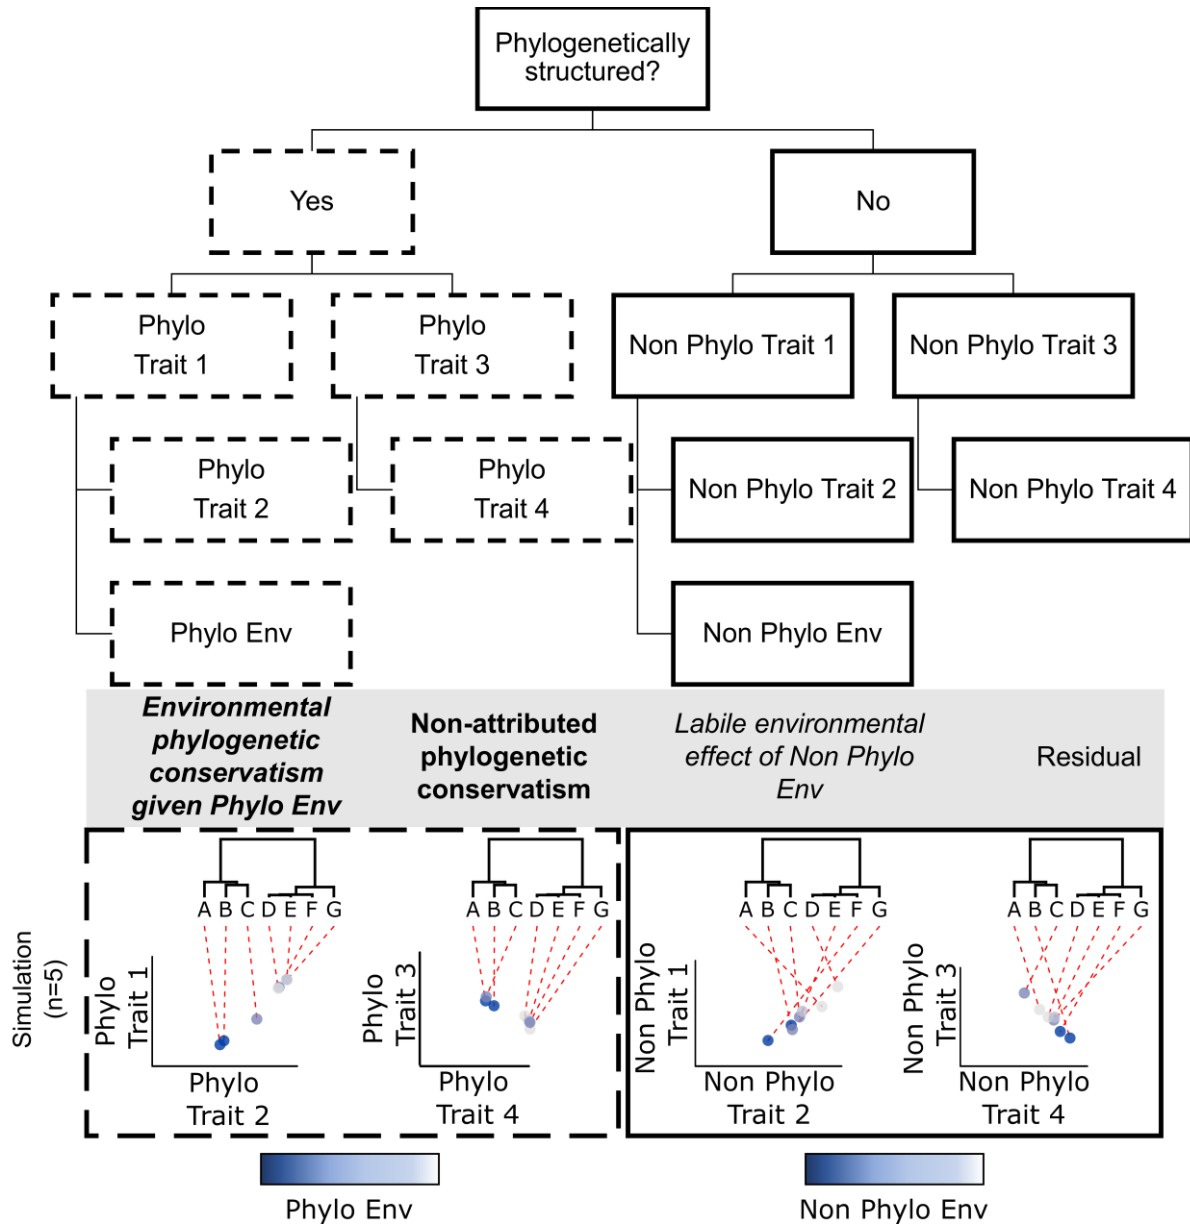 Phylogenetically
structured?
Yes
No
Phylo
Trait 1
Phylo
Trait 3
Non Phylo Trait 1
Non Phylo Trait 3
Phylo
Trait 2
Phylo
Trait 4
Non Phylo Trait 2
Non Phylo Trait 4
Phylo Env
Non Phylo Env
Environmental
phylogenetic
conservatism
given Phylo Env
Non-attributed
phylogenetic
conservatism
Labile environmental
effect of Non Phylo
Env
Residual
Simulation
(n=5)
A B C D E F G
Phylo
Trait 1
Phylo
Trait 2
A B C D E F G
Phylo
Trait 3
Phylo
Trait 4
A B C D E F G
Non Phylo
Trait 1
Non Phylo
Trait 2
A B C D E F G
Non Phylo
Trait 3
Non Phylo
Trait 4
Phylo Env
Non Phylo Env